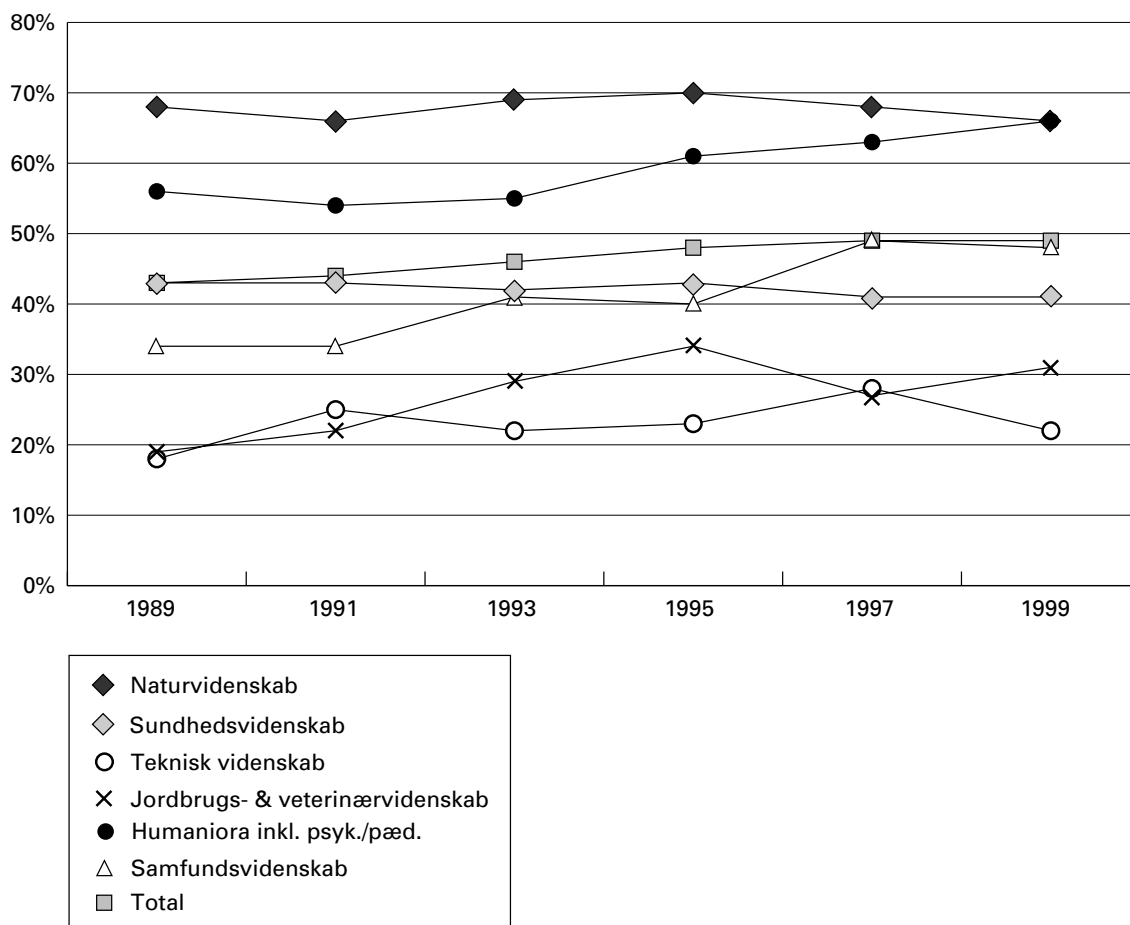 80%
70%
60%
50%
40%
30%
20%
10%
0%
1989 1991 1993 1995 1997 1999
Naturvidenskab
Sundhedsvidenskab
Teknisk videnskab
Jordbrugs- & veterinærvidenskab
Humaniora inkl. psyk./pæd.
Samfundsvidenskab
Total